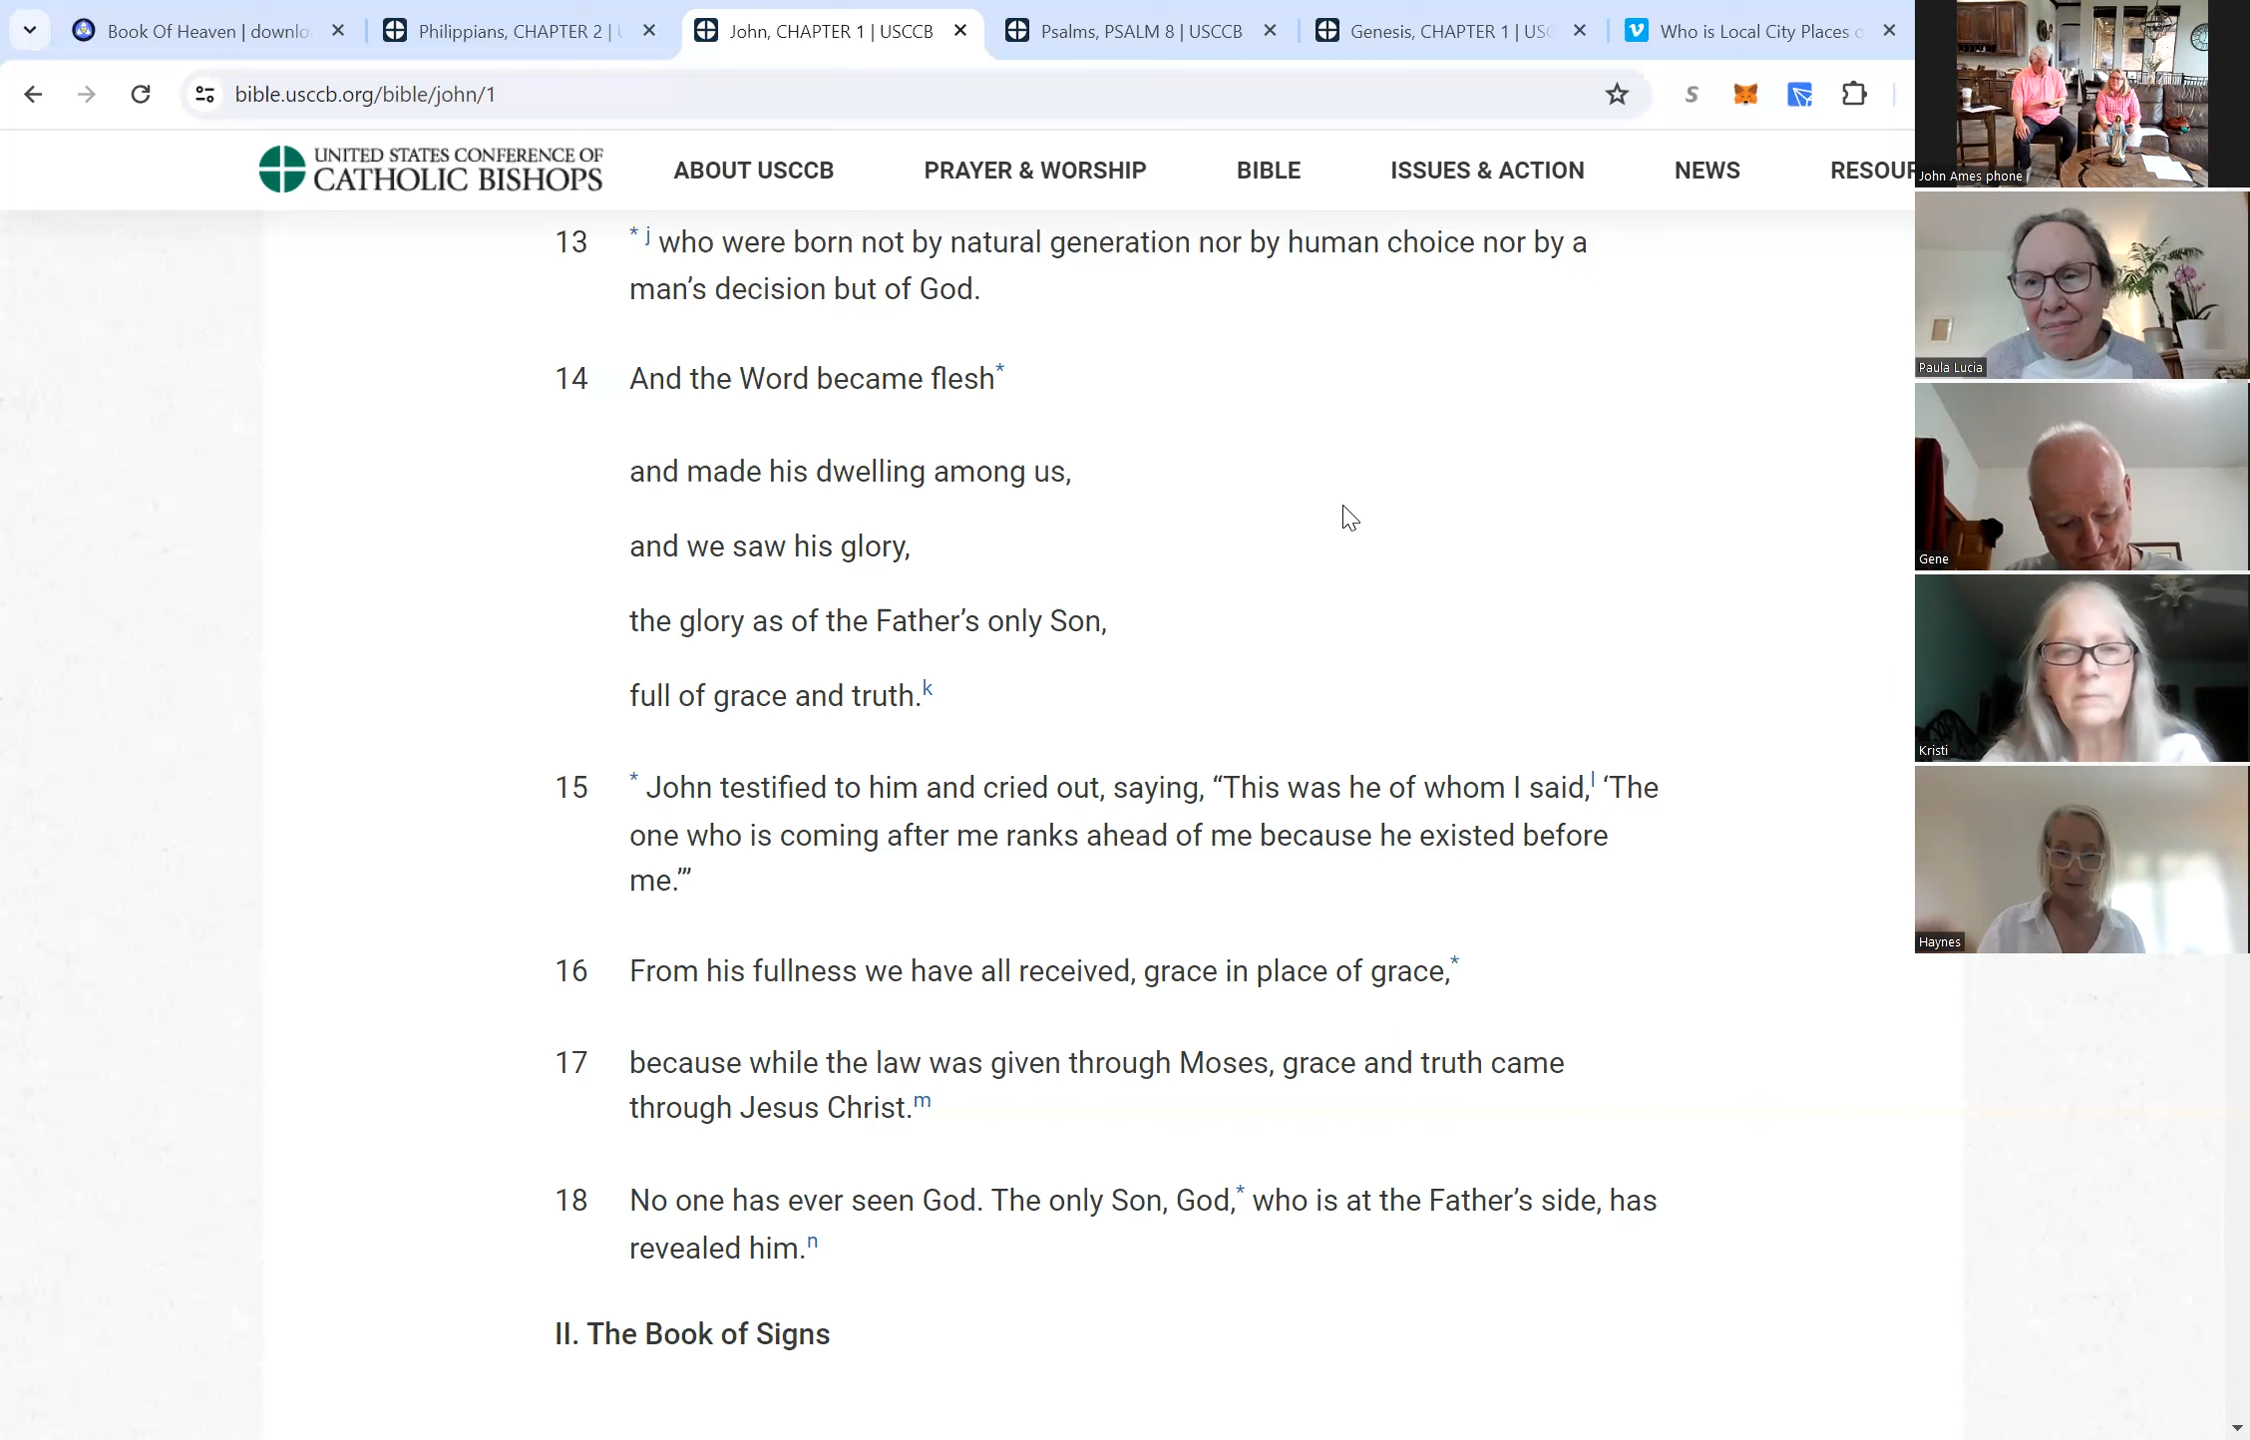 Book Of Heaven | downlo
Philippians, CHAPTER 2 | U
John, CHAPTER 1 | USCCB
Psalms, PSALM 8 | USCCB
Genesis, CHAPTER 1 | USC
Who is Local City Places o
bible.usccb.org/bible/john/1
UNITED STATES CONFERENCE OF
CATHOLIC BISHOPS
ABOUT USCCB
PRAYER & WORSHIP
BIBLE
ISSUES & ACTION
NEWS
RESOUR
13 * j who were born not by natural generation nor by human choice nor by a
man’s decision but of God.
14 And the Word became flesh*
and made his dwelling among us,
and we saw his glory,
the glory as of the Father’s only Son,
full of grace and truth.k
15 * John testified to him and cried out, saying, “This was he of whom I said,l ‘The
one who is coming after me ranks ahead of me because he existed before
me.’”
16 From his fullness we have all received, grace in place of grace,*
17 because while the law was given through Moses, grace and truth came
through Jesus Christ.m
18 No one has ever seen God. The only Son, God,* who is at the Father’s side, has
revealed him.n
II. The Book of Signs
John Ames phone
Paula Lucia
Gene
Kristi
Haynes